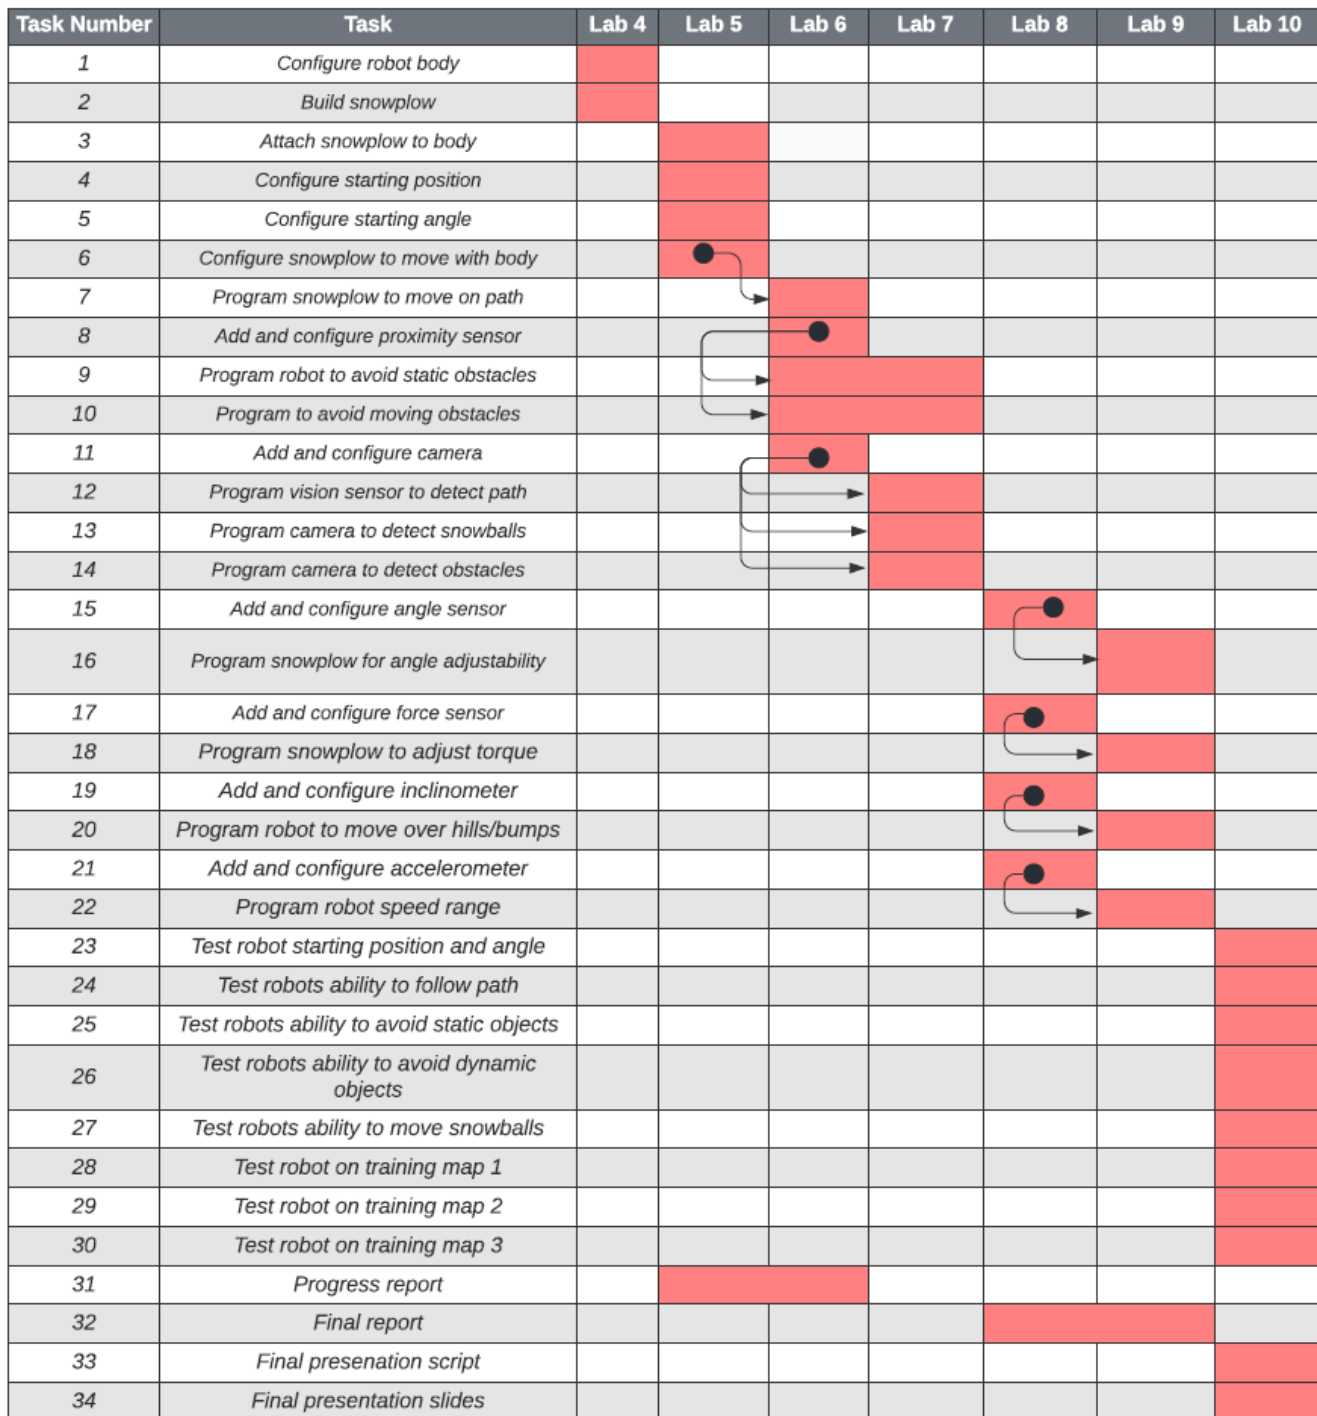 Task Number Task Lab 4 Lab 5 Lab 6 Lab 7 Lab 8 Lab 9 Lab 10
1 Configure robot body
2 Build snowplow
3 Attach snowplow to body
4 Configure starting position
5 Configure starting angle
6 Configure snowplow to move with body
7 Program snowplow to move on path
8 Add and configure proximity sensor
9 Program robot to avoid static obstacles
10 Program to avoid moving obstacles
11 Add and configure camera
12 Program vision sensor to detect path
13 Program camera to detect snowballs
14 Program camera to detect obstacles
15 Add and configure angle sensor
16 Program snowplow for angle adjustability
17 Add and configure force sensor
18 Program snowplow to adjust torque
19 Add and configure inclinometer
20 Program robot to move over hills/bumps
21 Add and configure accelerometer
22 Program robot speed range
23 Test robot starting position and angle
24 Test robots ability to follow path
25 Test robots ability to avoid static objects
26 Test robots ability to avoid dynamic
objects
27 Test robots ability to move snowballs
28 Test robot on training map 1
29 Test robot on training map 2
30 Test robot on training map 3
31 Progress report
32 Final report
33 Final presenation script
34 Final presentation slides